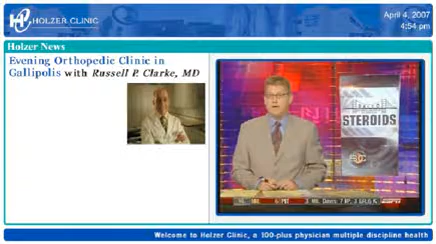 HOLZER CLINIC
April 4, 2007
4:54 pm
Holzer News
Evening Orthopedic Clinic in
Gallipolis with Russell P. Clarke, MD
STEROIDS
ESPN
Welcome to Holzer Clinic, a 100-plus physician multiple discipline health